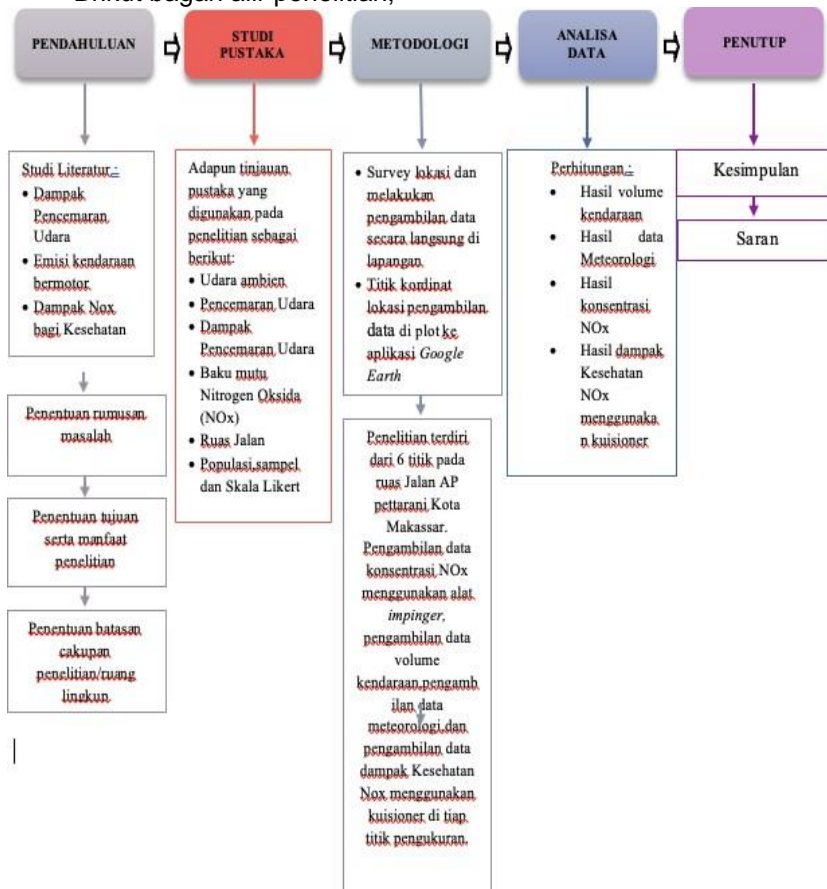 Brikut bagan alir penelitian;
PENDAHULUAN
STUDI
PUSTAKA
METODOLOGI
ANALISA
DATA
PENUTUP
Studi Literatur :
• Dampak
Pencemaran
Udara
• Emisi kendaraan
bermotor
• Dampak Nox
bagi Kesehatan
Penentuan rumusan
masalah
Penentuan tujuan
serta manfaat
penelitian
Penentuan batasan
cakupan
penelitian/ruang
lingkun
Adapun tinjauan
pustaka yang
digunakan pada
penelitian sebagai
berikut:
• Udara ambien
• Pencemaran Udara
• Dampak
Pencemaran Udara
• Baku mutu
Nitrogen Oksida
(NOx)
• Ruas Jalan
• Populasi,sampel
dan Skala Likert
• Survey lokasi dan
melakukan
pengambilan data
secara langsung di
lapangan
• Titik kordinat
lokasi pengambilan
data di plot ke
aplikasi Google
Earth
Penelitian terdiri
dari 6 titik pada
ruas Jalan AP
pettarani Kota
Makassar.
Pengambilan data
konsentrasi NOx
menggunakan alat
impinger,
pengambilan data
volume
kendaraan,pengamb
ilan data
meteorologi,dan
pengambilan data
dampak Kesehatan
Nox menggunakan
kuisioner di tiap
titik pengukuran.
Perhitungan :
• Hasil volume
kendaraan
• Hasil data
Meteorologi
• Hasil
konsentrasi
NOx
• Hasil dampak
Kesehatan
NOx
menggunaka
n kuisioner
Kesimpulan
Saran